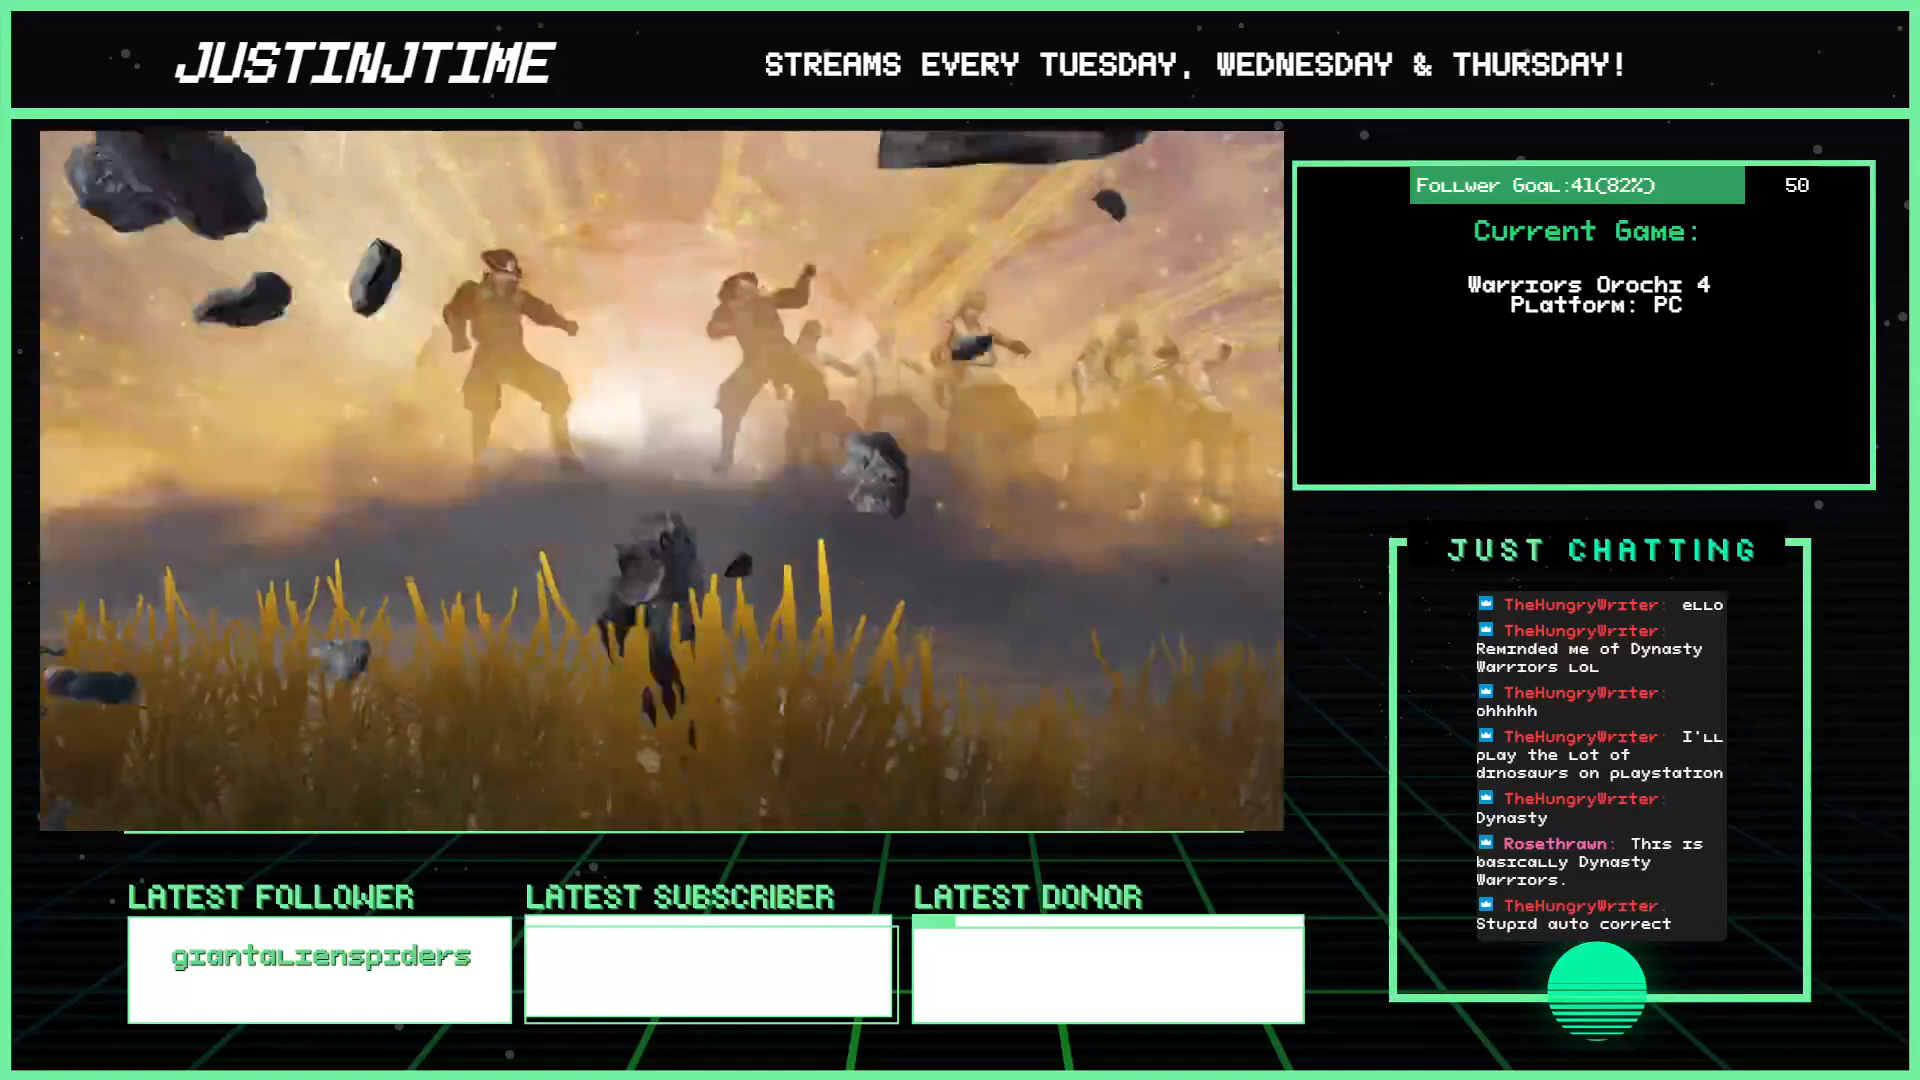 JUSTINJTIME
STREAMS EVERY TUESDAY, WEDNESDAY & THURSDAY!
Follwer Goal:41(82%)
50
Current Game:
Warriors Orochi 4
Platform: PC
JUST CHATTING
TheHungryWriter: ello
TheHungryWriter:
Reminded me of Dynasty
Warriors lol
TheHungryWriter:
ohhhhh
TheHungryWriter: I'll
play the lot of
dinosaurs on playstation
TheHungryWriter:
Dynasty
Rosethrawn: This is
basically Dynasty
Warriors.
TheHungryWriter:
Stupid auto correct
LATEST FOLLOWER
giantalienspiders
LATEST SUBSCRIBER
LATEST DONOR